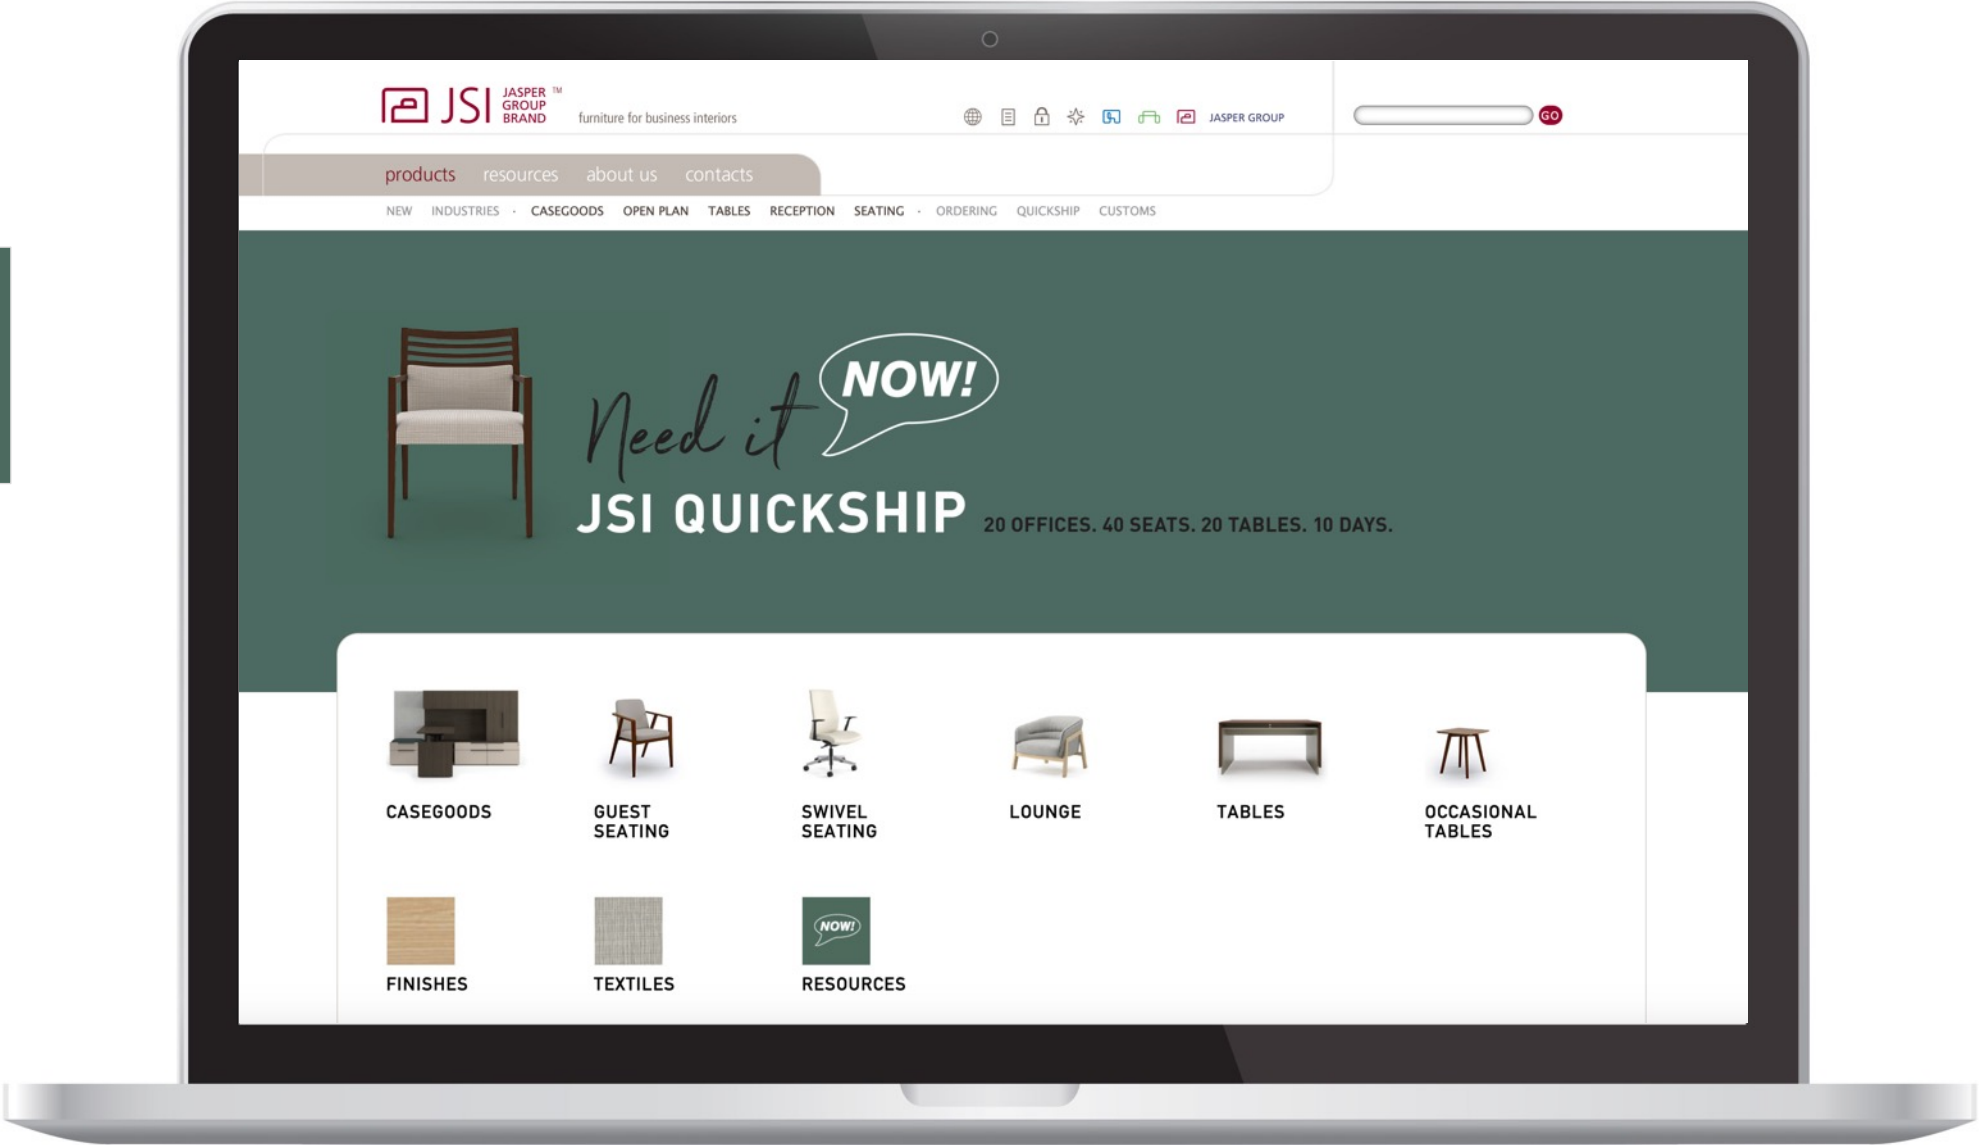 JSI
JASPER
GROUP
BRAND
TM
furniture for business interiors
JASPER GROUP
GO
products resources about us contacts
NEW INDUSTRIES · CASEGOODS OPEN PLAN TABLES RECEPTION SEATING · ORDERING QUICKSHIP CUSTOMS
Need it NOW!
JSI QUICKSHIP 20 OFFICES. 40 SEATS. 20 TABLES. 10 DAYS.
CASEGOODS
GUEST
SEATING
SWIVEL
SEATING
LOUNGE
TABLES
OCCASIONAL
TABLES
NOW!
FINISHES
TEXTILES
RESOURCES